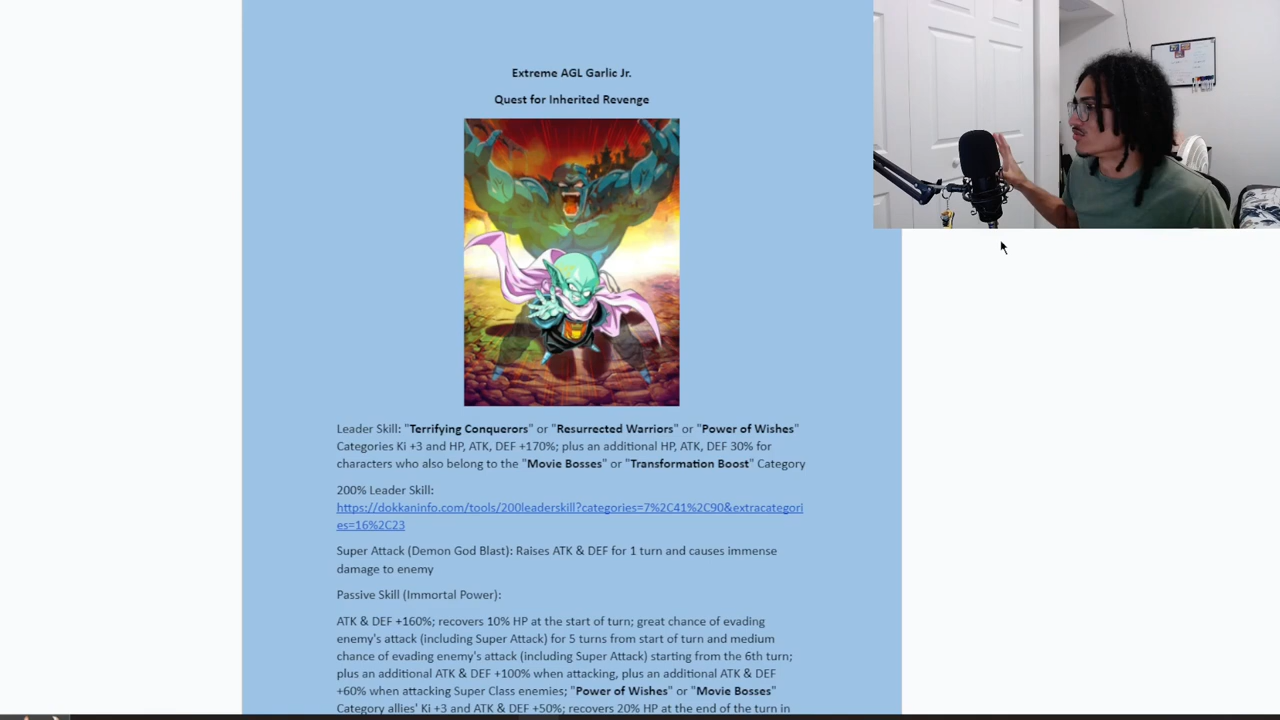 Extreme AGL Garlic Jr.
Quest for Inherited Revenge
Leader Skill: "Terrifying Conquerors" or "Resurrected Warriors" or "Power of Wishes"
Categories Ki +3 and HP, ATK, DEF +170%; plus an additional HP, ATK, DEF 30% for
characters who also belong to the "Movie Bosses" or "Transformation Boost" Category
200% Leader Skill:
https://dokkaninfo.com/tools/200leaderskill?categories=7%2C41%2C90&extracategori
es=16%2C23
Super Attack (Demon God Blast): Raises ATK & DEF for 1 turn and causes immense
damage to enemy
Passive Skill (Immortal Power):
ATK & DEF +160%; recovers 10% HP at the start of turn; great chance of evading
enemy's attack (including Super Attack) for 5 turns from start of turn and medium
chance of evading enemy's attack (including Super Attack) starting from the 6th turn;
plus an additional ATK & DEF +100% when attacking, plus an additional ATK & DEF
+60% when attacking Super Class enemies; "Power of Wishes" or "Movie Bosses"
Category allies' Ki +3 and ATK & DEF +50%; recovers 20% HP at the end of the turn in